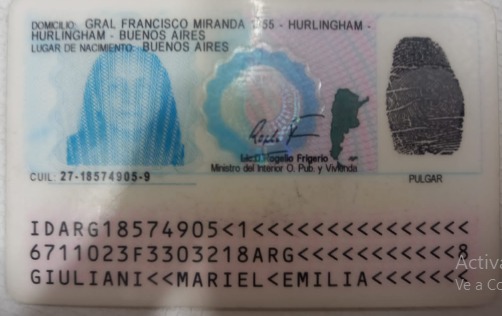 DOMICILIO: GRAL FRANCISCO MIRANDA 55 - HURLINGHAM -
HURLINGHAM - BUENOS AIRES
LUGAR DE NACIMIENTO: BUENOS AIRES
Lic. Rogelio Frigerio
Ministro del Interior O. Pub. y Vivienda
CUIL: 27-18574905-9
PULGAR
IDARG18574905<1<<<<<<<<<<<<<<<
6711023F3303218ARG<<<<<<<<<<<8
GIULIANI<<MARIEL<EMILIA<<<<<<<
Activa
Ve a Co